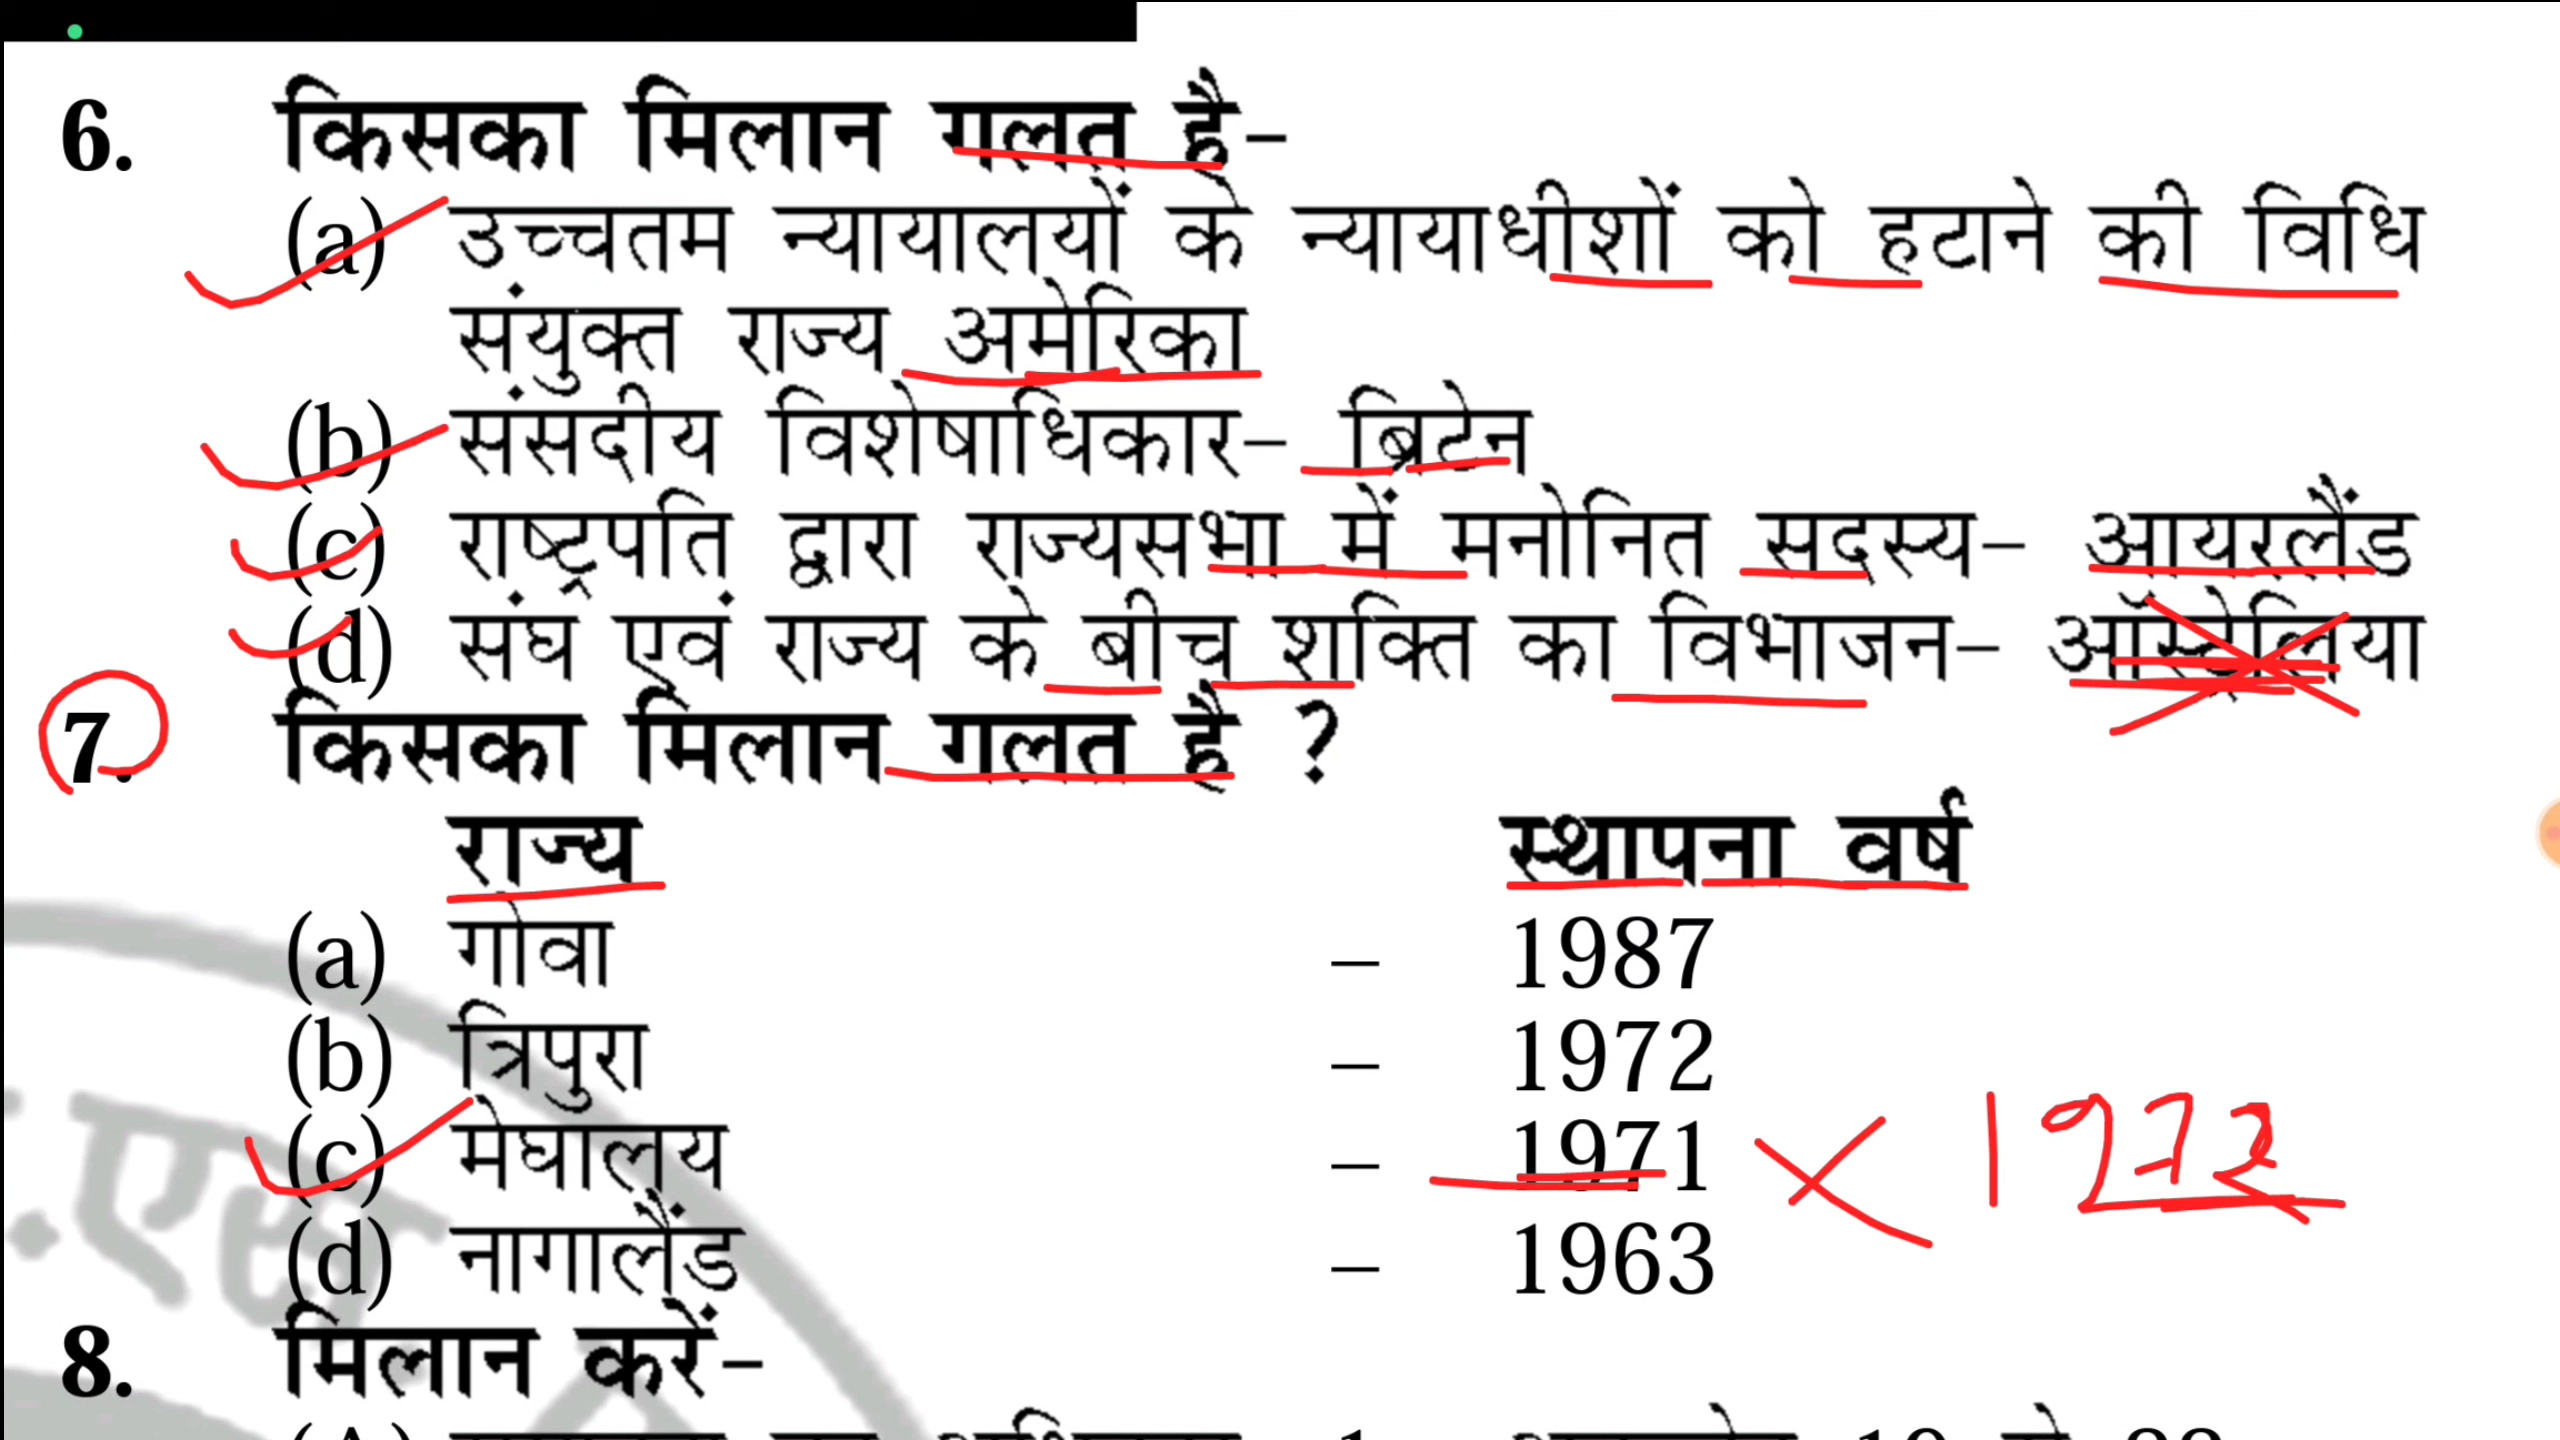 6. किसका मिलान गलत है–
(a) उच्चतम न्यायालयों के न्यायाधीशों को हटाने की विधि
संयुक्त राज्य अमेरिका
(b) संसदीय विशेषाधिकार– ब्रिटेन
(c) राष्ट्रपति द्वारा राज्यसभा में मनोनित सदस्य– आयरलैंड
(d) संघ एवं राज्य के बीच शक्ति का विभाजन– आॅस्ट्रेलिया
7. किसका मिलान गलत है ?
राज्य स्थापना वर्ष
(a) गोवा – 1987
(b) त्रिपुरा – 1972
(c) मेघालय – 1971 1972
(d) नागालैंड – 1963
8. मिलान करें–